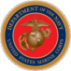 DEPARTMENT OF THE NAVY
UNITED STATES MARINE CORPS